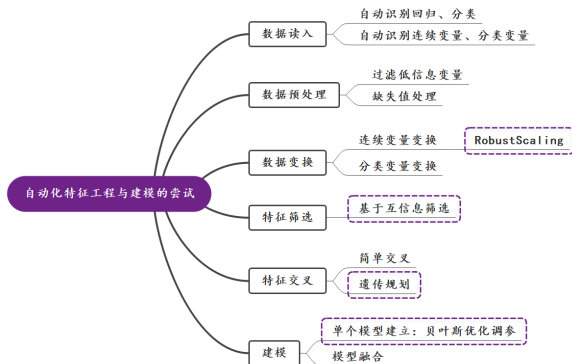 自动化特征工程与建模的尝试
数据读入
自动识别回归、分类
自动识别连续变量、分类变量
数据预处理
过滤低信息变量
缺失值处理
数据变换
连续变量变换
RobustScaling
分类变量变换
特征筛选
基于互信息筛选
特征交叉
简单交叉
遗传规划
建模
单个模型建立：贝叶斯优化调参
模型融合